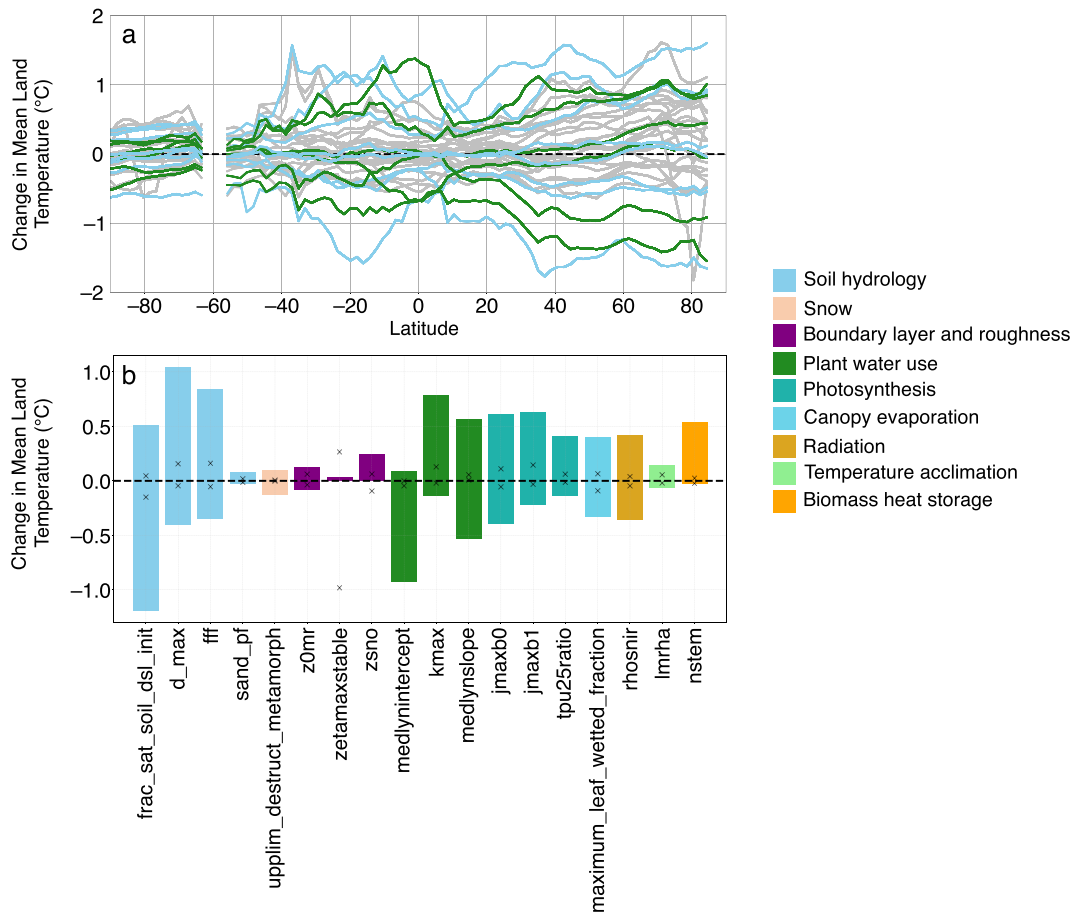 a
Change in Mean Land
Temperature (°C)
2
1
0
−1
−2
−80
−60
−40
−20
0
20
40
60
80
Latitude
b
Change in Mean Land
Temperature (°C)
1.0
0.5
0.0
−0.5
−1.0
frac_sat_soil_dsl_init
d_max
fff
sand_pf
upplim_destruct_metamorph
z0mr
zetamaxstable
zsno
medlynintercept
kmax
medlynslope
jmaxb0
jmaxb1
tpu25ratio
maximum_leaf_wetted_fraction
rhosnir
lmrha
nstem
Soil hydrology
Snow
Boundary layer and roughness
Plant water use
Photosynthesis
Canopy evaporation
Radiation
Temperature acclimation
Biomass heat storage